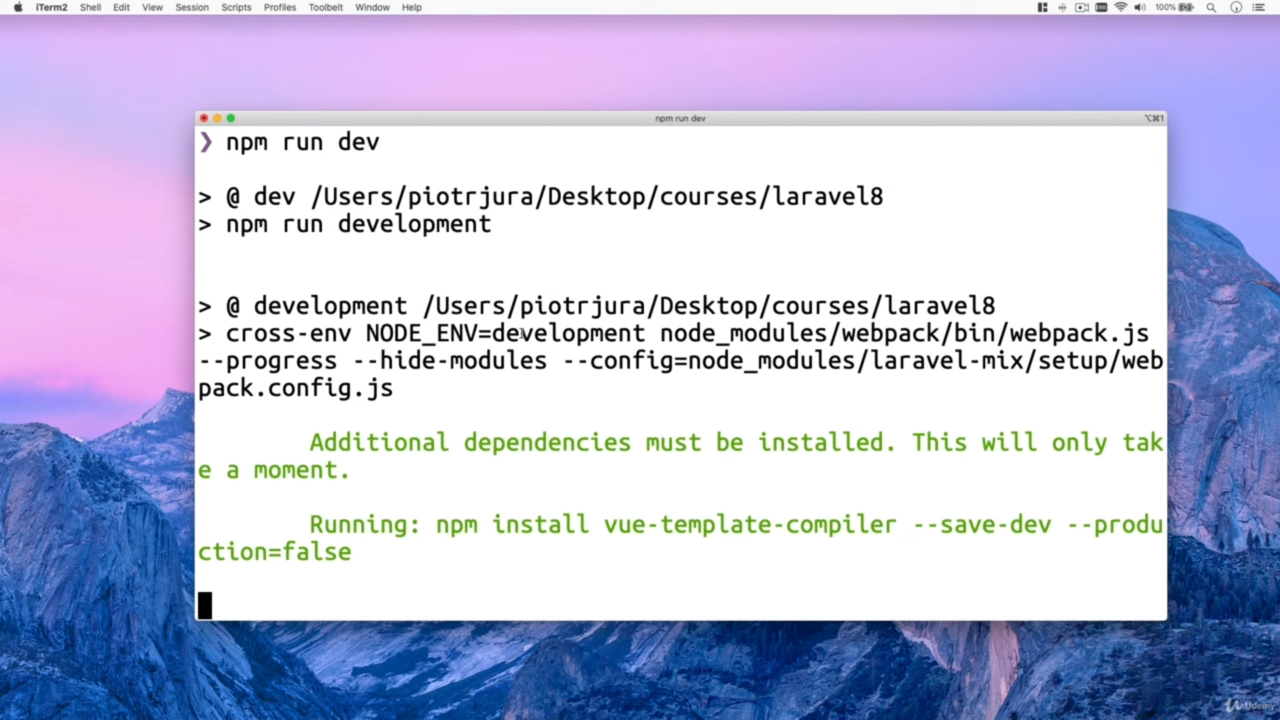 iTerm2 Shell Edit View Session Scripts Profiles Toolbelt Window Help 100%
npm run dev ⌥⌘1
❯ npm run dev
> @ dev /Users/piotrjura/Desktop/courses/laravel8
> npm run development
> @ development /Users/piotrjura/Desktop/courses/laravel8
> cross-env NODE_ENV=development node_modules/webpack/bin/webpack.js
--progress --hide-modules --config=node_modules/laravel-mix/setup/web
pack.config.js
Additional dependencies must be installed. This will only tak
e a moment.
Running: npm install vue-template-compiler --save-dev --produ
ction=false
Udemy